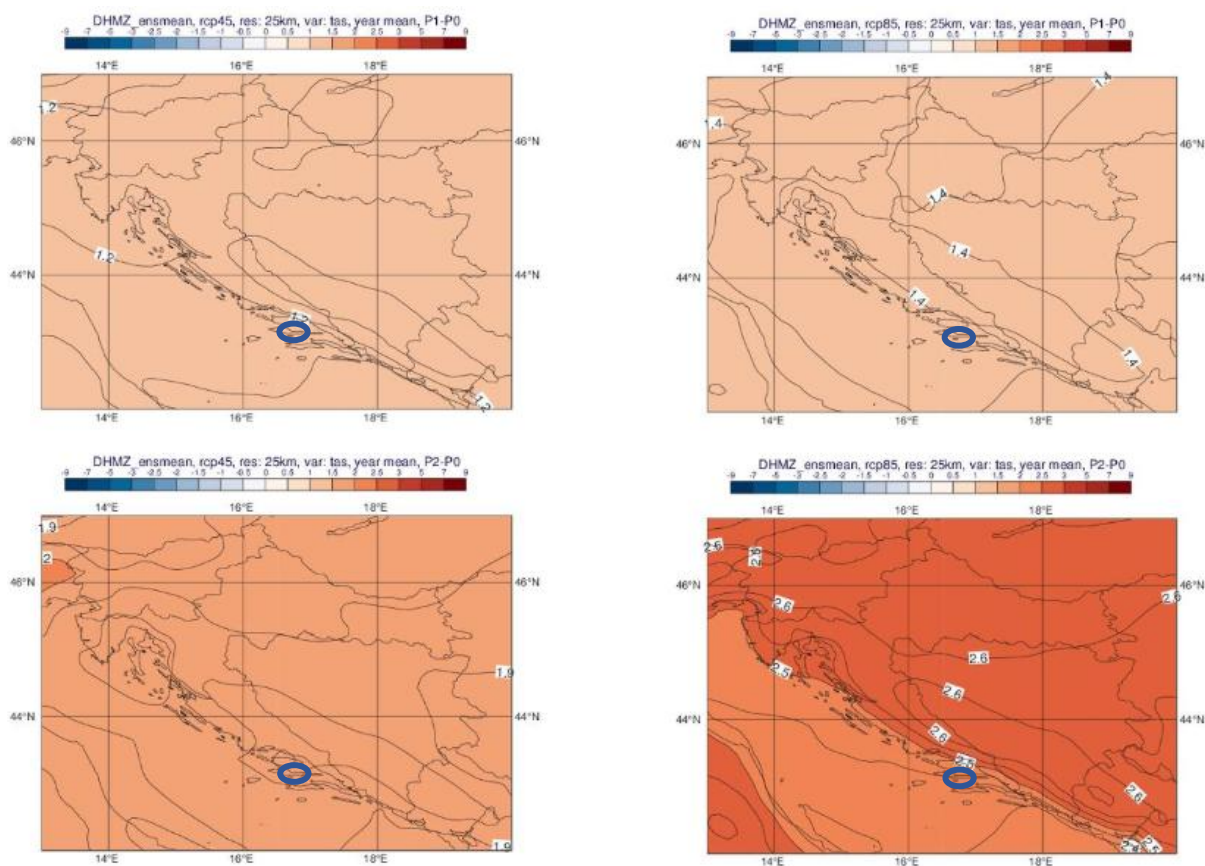 DHMZ_ensmean, rcp45, res: 25km, var: tas, year mean, P1-P0
-9 -7 -5 -3 -2.5 -2 -1.5 -1 -0.5 0 0.5 1 1.5 2 2.5 3 5 7 9
14°E 16°E 18°E
1.2
46°N 46°N
1.2
44°N 44°N
1.2
1.2
14°E 16°E 18°E
DHMZ_ensmean, rcp85, res: 25km, var: tas, year mean, P1-P0
-9 -7 -5 -3 -2.5 -2 -1.5 -1 -0.5 0 0.5 1 1.5 2 2.5 3 5 7 9
14°E 16°E 18°E
1.4
1.4
46°N 46°N
1.4
1.4
44°N 44°N
1.4
1.4
14°E 16°E 18°E
DHMZ_ensmean, rcp45, res: 25km, var: tas, year mean, P2-P0
-9 -7 -5 -3 -2.5 -2 -1.5 -1 -0.5 0 0.5 1 1.5 2 2.5 3 5 7 9
14°E 16°E 18°E
1.9
2
46°N 46°N
1.9
44°N 44°N
1.9
14°E 16°E 18°E
DHMZ_ensmean, rcp85, res: 25km, var: tas, year mean, P2-P0
-9 -7 -5 -3 -2.5 -2 -1.5 -1 -0.5 0 0.5 1 1.5 2 2.5 3 5 7 9
14°E 16°E 18°E
2.6
46°N 46°N
2.6 2.6
2.6
2.5
2.6
44°N 44°N
2.6
2.6
2.5
14°E 16°E 18°E